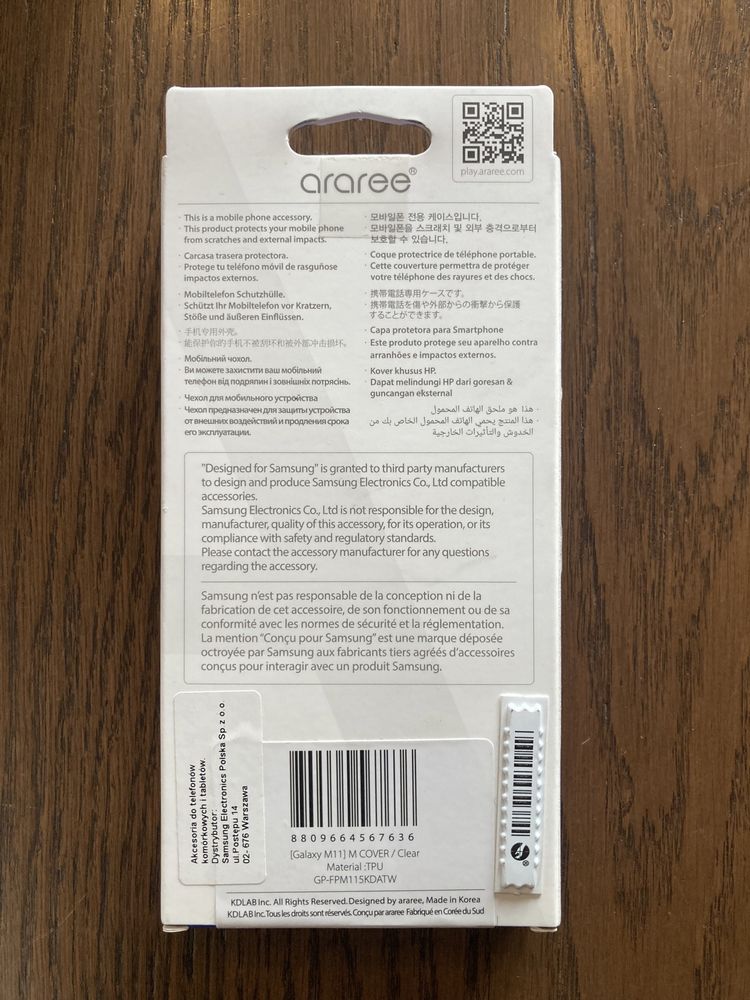 araree®
play.araree.com
· This is a mobile phone accessory.
· This product protects your mobile phone
from scratches and external impacts.
· Carcasa trasera protectora.
· Protege tu teléfono móvil de rasguñose
impactos externos.
· Mobiltelefon Schutzhülle.
· Schützt Ihr Mobiltelefon vor Kratzern,
Stöße und äußeren Einflüssen.
· 手机专用外壳。
· 能保护你的手机不被刮坏和被外部冲击损坏。
· Мобільний чохол.
· Ви можете захистити ваш мобільний
телефон від подряпин і зовнішніх потрясінь.
· Чехол для мобильного устройства
· Чехол предназначен для защиты устройства
от внешних воздействий и продления срока
его эксплуатации.
· 모바일폰 전용 케이스입니다.
· 모바일폰을 스크래치 및 외부 충격으로부터
보호할 수 있습니다.
· Coque protectrice de téléphone portable.
· Cette couverture permettra de protéger
votre téléphone des rayures et des chocs.
· 携帯電話専用ケースです。
· 携帯電話を傷や外部からの衝撃から保護
することができます。
· Capa protetora para Smartphone
· Este produto protege seu aparelho contra
arranhões e impactos externos.
· Kover khusus HP.
· Dapat melindungi HP dari goresan &
guncangan eksternal
· هذا هو ملحق الهاتف المحمول
· هذا المنتج يحمي الهاتف المحمول الخاص بك من
الخدوش والتأثيرات الخارجية
"Designed for Samsung" is granted to third party manufacturers
to design and produce Samsung Electronics Co., Ltd compatible
accessories.
Samsung Electronics Co., Ltd is not responsible for the design,
manufacturer, quality of this accessory, for its operation, or its
compliance with safety and regulatory standards.
Please contact the accessory manufacturer for any questions
regarding the accessory.
Samsung n'est pas responsable de la conception ni de la
fabrication de cet accessoire, de son fonctionnement ou de sa
conformité avec les normes de sécurité et la réglementation.
La mention "Conçu pour Samsung" est une marque déposée
octroyée par Samsung aux fabricants tiers agréés d'accessoires
conçus pour interagir avec un produit Samsung.
Akcesoria do telefonów
komórkowych i tabletów.
Dystrybutor:
Samsung Electronics Polska Sp. z o.o.
ul.Postępu 14
02- 676 Warszawa
8809664567636
[Galaxy M11] M COVER / Clear
Material :TPU
GP-FPM115KDATW
KDLAB Inc. All Rights Reserved. Designed by araree, Made in Korea
KDLAB Inc. Tous les droits sont réservés. Conçu par araree Fabriqué en Corée du Sud
®